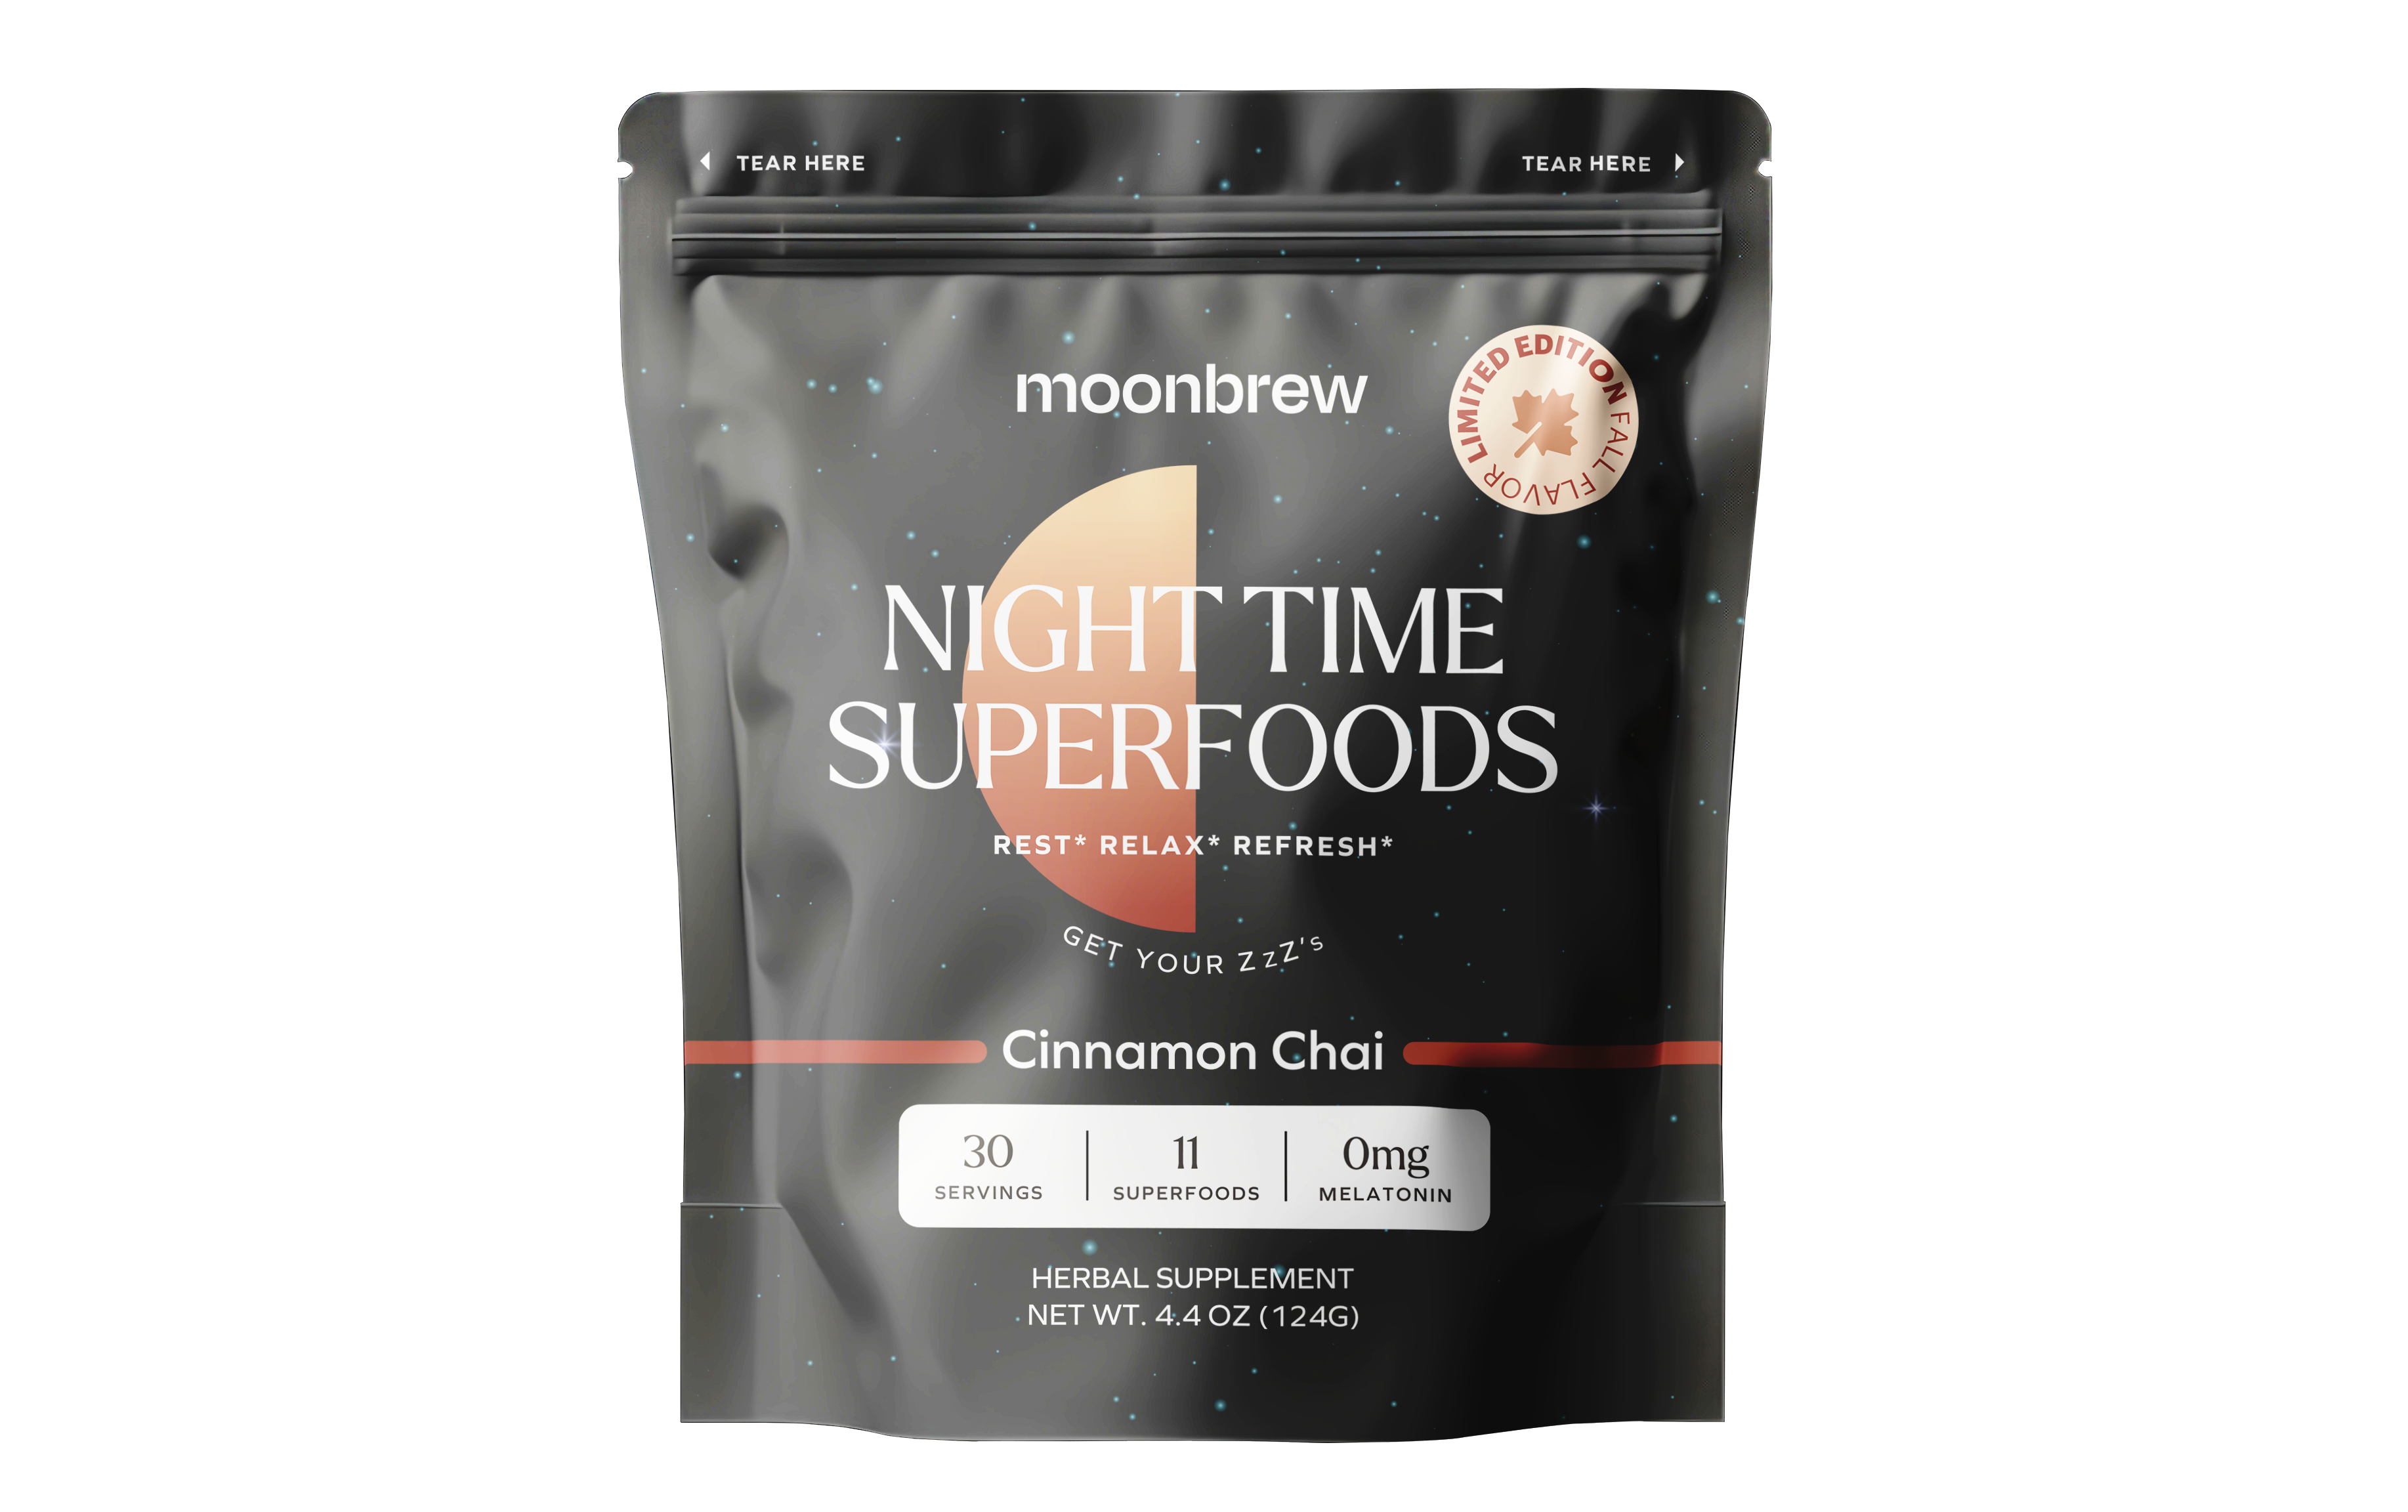 TEAR HERE
TEAR HERE
moonbrew
LIMITED EDITION FALL FLAVOR
NIGHT TIME
SUPERFOODS
REST* RELAX* REFRESH*
GET YOUR ZzZ's
Cinnamon Chai
30
SERVINGS
11
SUPERFOODS
0mg
MELATONIN
HERBAL SUPPLEMENT
NET WT. 4.4 OZ (124G)